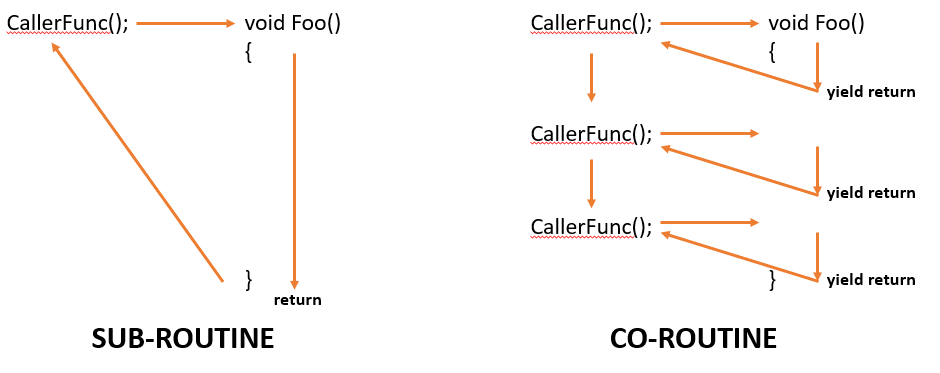 CallerFunc();
void Foo()
{
}
return
SUB-ROUTINE
CallerFunc();
void Foo()
{
yield return
CallerFunc();
yield return
CallerFunc();
}
yield return
CO-ROUTINE